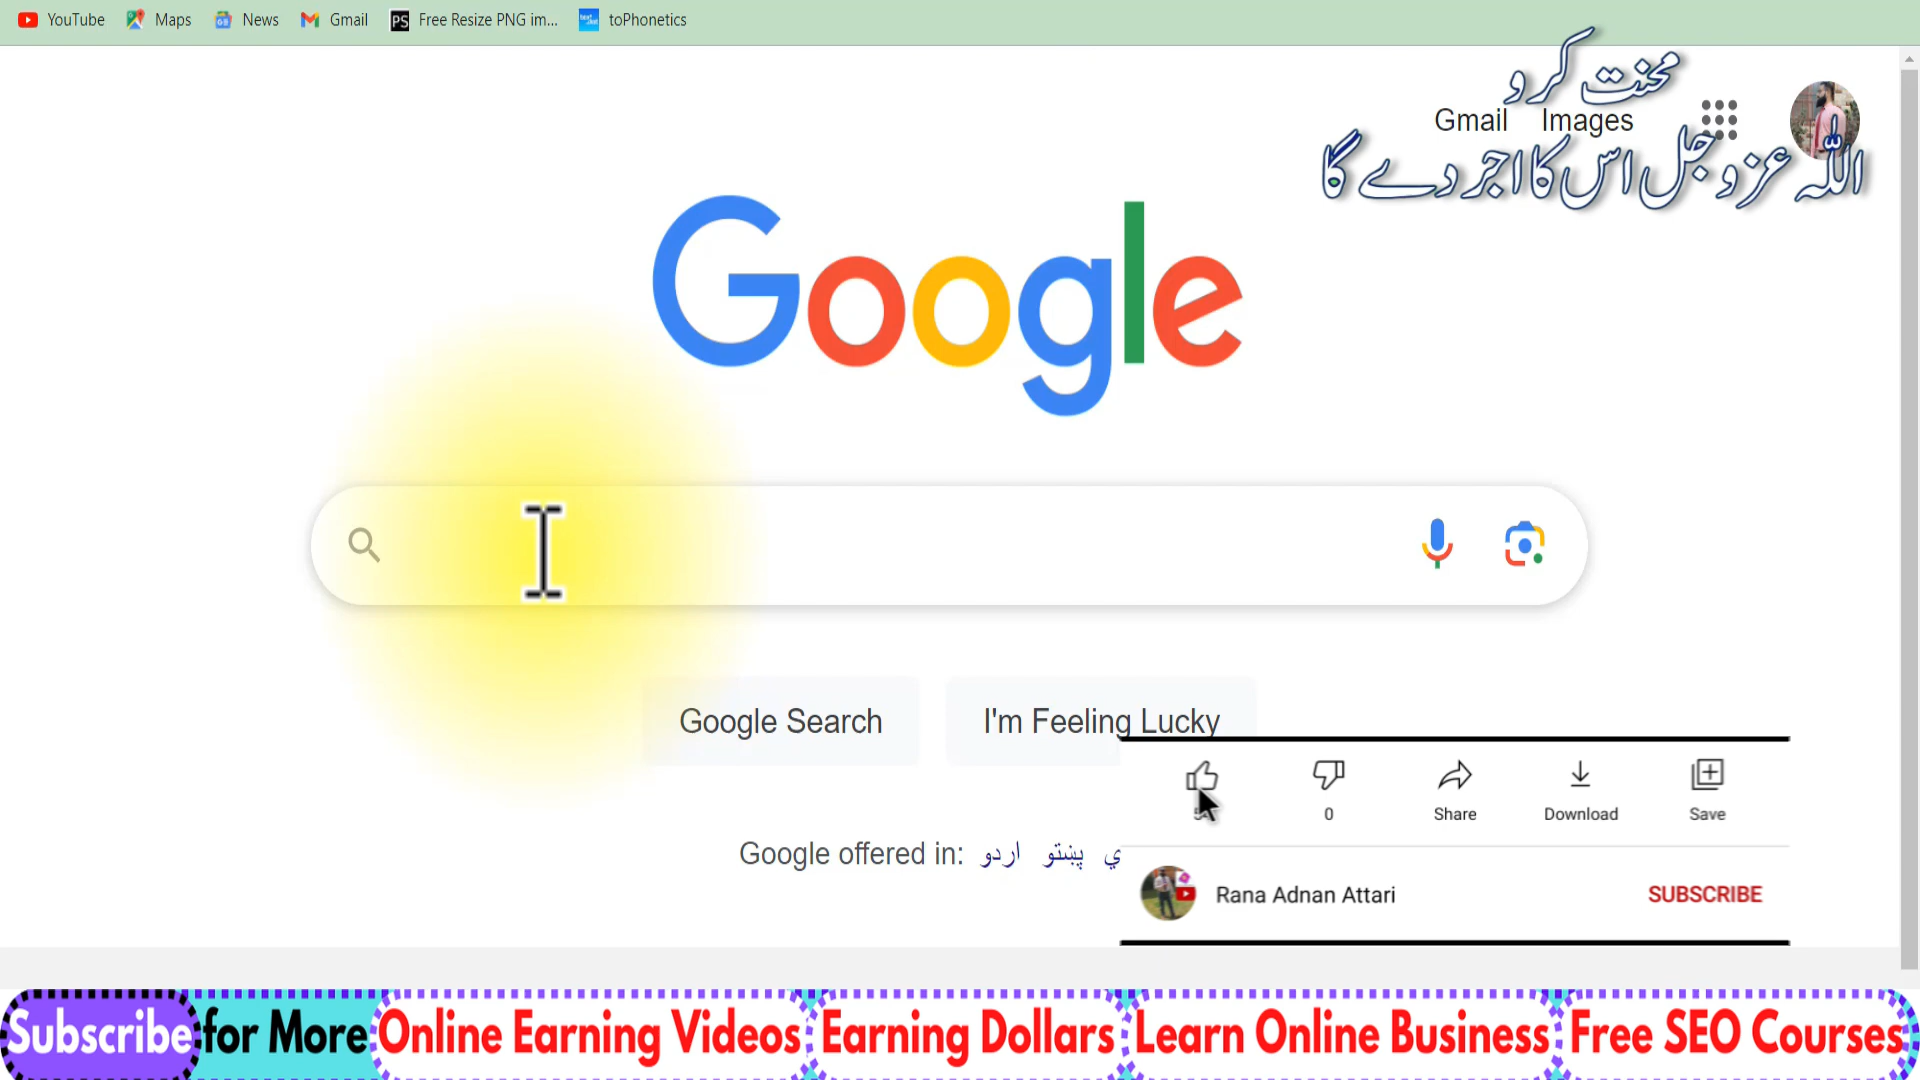 YouTube Maps News Gmail Free Resize PNG im... toPhonetics
محنت کرو
Gmail Images
اللہ عزوجل اس کا اجر دے گا
Google
Google Search I'm Feeling Lucky
0 Share Download Save
Google offered in: اردو پښتو
Rana Adnan Attari SUBSCRIBE
Subscribe for More Online Earning Videos Earning Dollars Learn Online Business Free SEO Courses